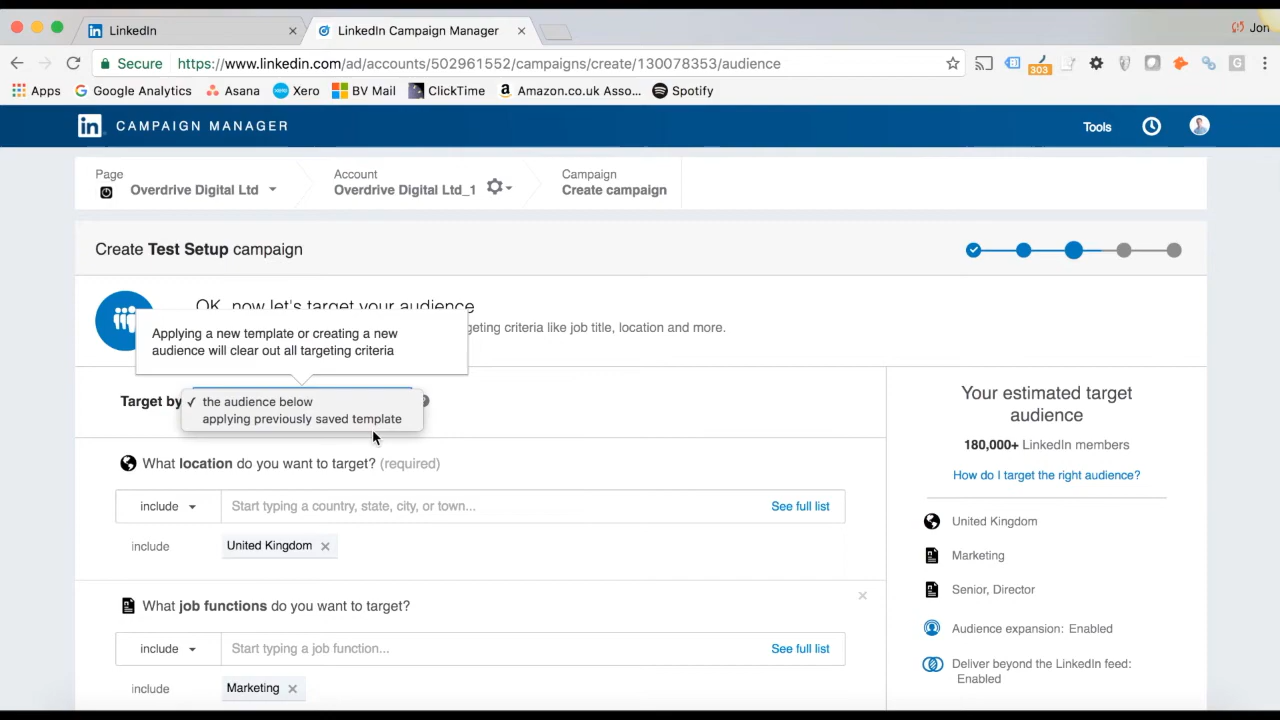 LinkedIn
LinkedIn Campaign Manager
Jon
Secure
https://www.linkedin.com/ad/accounts/502961552/campaigns/create/130078353/audience
303
Apps
Google Analytics
Asana
Xero
BV Mail
ClickTime
Amazon.co.uk Asso...
Spotify
in CAMPAIGN MANAGER
Tools
Page
Overdrive Digital Ltd
Account
Overdrive Digital Ltd_1
Campaign
Create campaign
Create Test Setup campaign
OK, now let's target your audience
geting criteria like job title, location and more.
Applying a new template or creating a new
audience will clear out all targeting criteria
Target by
✓ the audience below
applying previously saved template
What location do you want to target? (required)
include
Start typing a country, state, city, or town...
See full list
include
United Kingdom
What job functions do you want to target?
include
Start typing a job function...
See full list
include
Marketing
Your estimated target
audience
180,000+ LinkedIn members
How do I target the right audience?
United Kingdom
Marketing
Senior, Director
Audience expansion: Enabled
Deliver beyond the LinkedIn feed:
Enabled